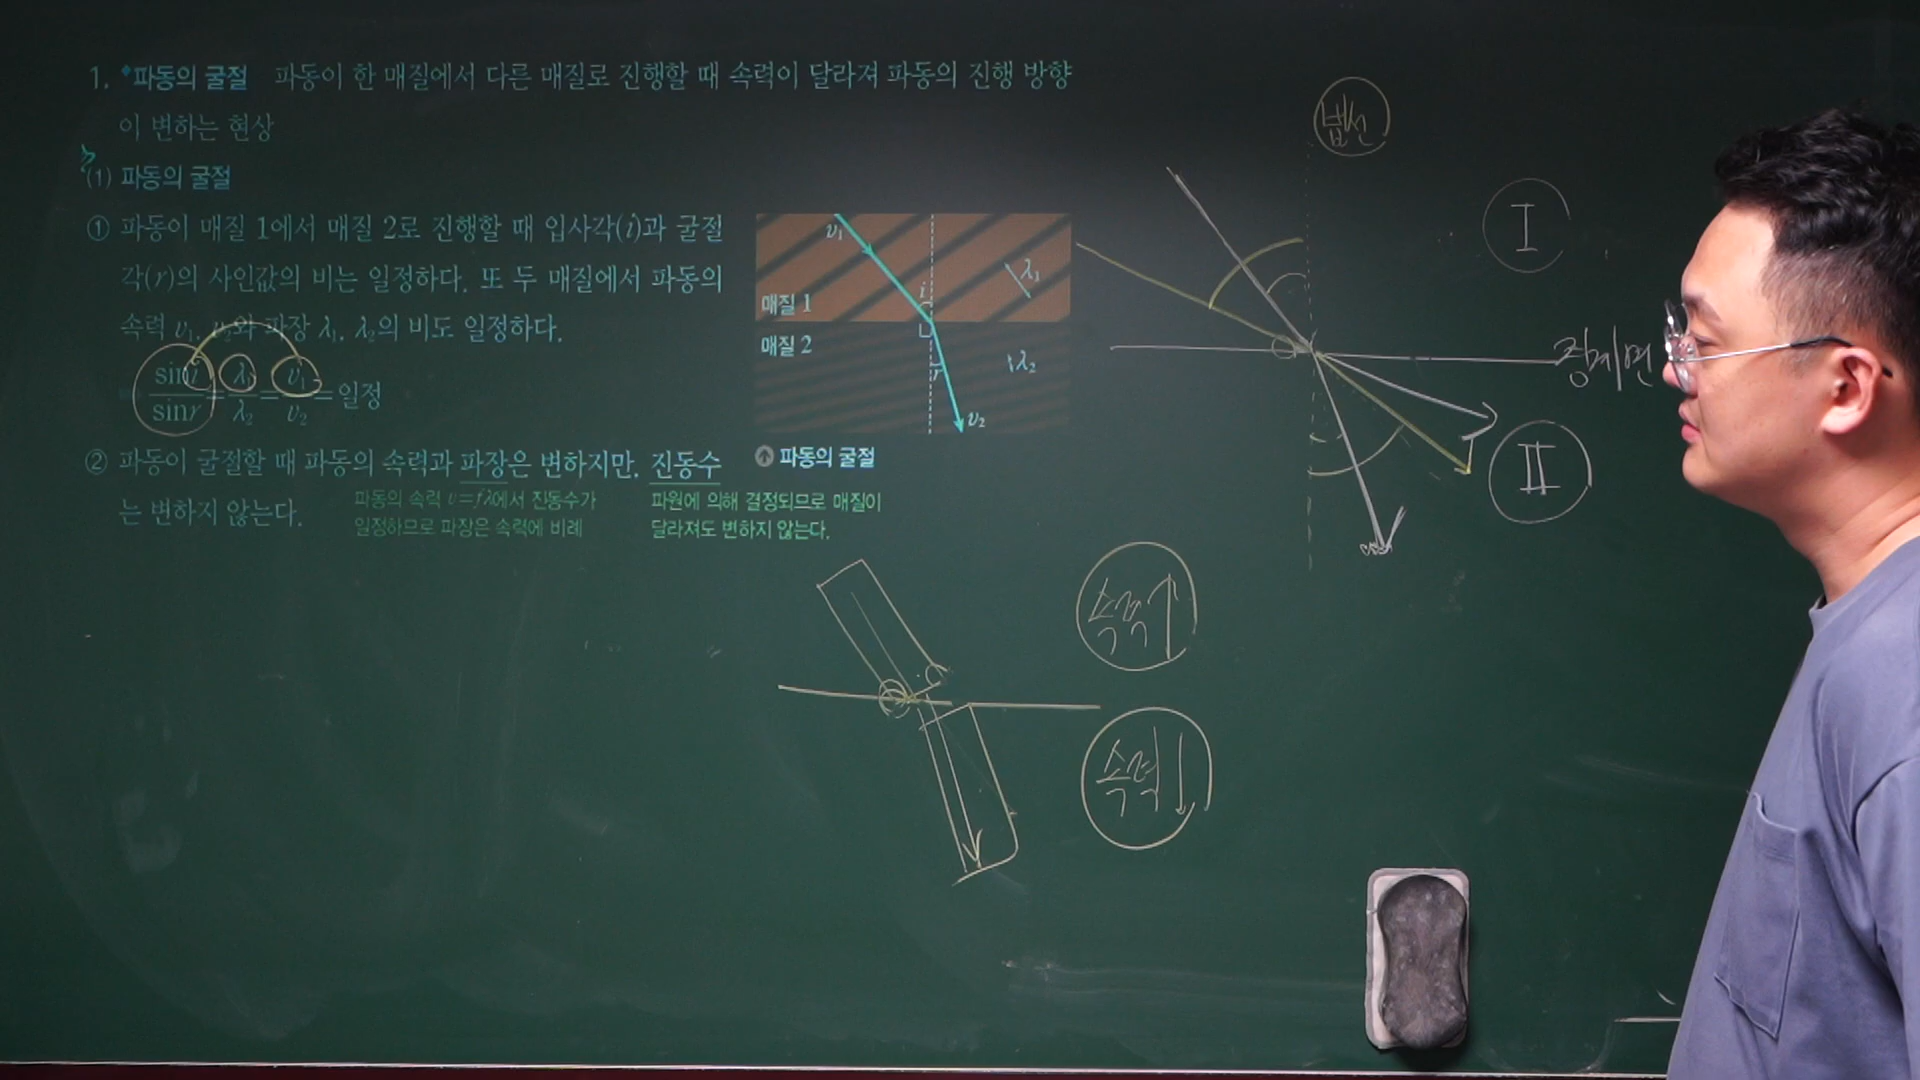 1. 파동의 굴절 파동이 한 매질에서 다른 매질로 진행할 때 속력이 달라져 파동의 진행 방향
이 변하는 현상
(1) 파동의 굴절
① 파동이 매질 1에서 매질 2로 진행할 때 입사각(i)과 굴절
각(r)의 사인값의 비는 일정하다. 또 두 매질에서 파동의
속력 v₁, v₂와 파장 λ₁, λ₂의 비도 일정하다.
sini/sinr = λ₁/λ₂ = v₁/v₂ = 일정
② 파동이 굴절할 때 파동의 속력과 파장은 변하지만, 진동수
는 변하지 않는다.
파동의 속력 v=fλ에서 진동수가
일정하므로 파장은 속력에 비례
파원에 의해 결정되므로 매질이
달라져도 변하지 않는다.
v₁
i
λ₁
매질 1
매질 2
r
λ₂
v₂
파동의 굴절
법선
I
경계면
II
속력↑
속력↓